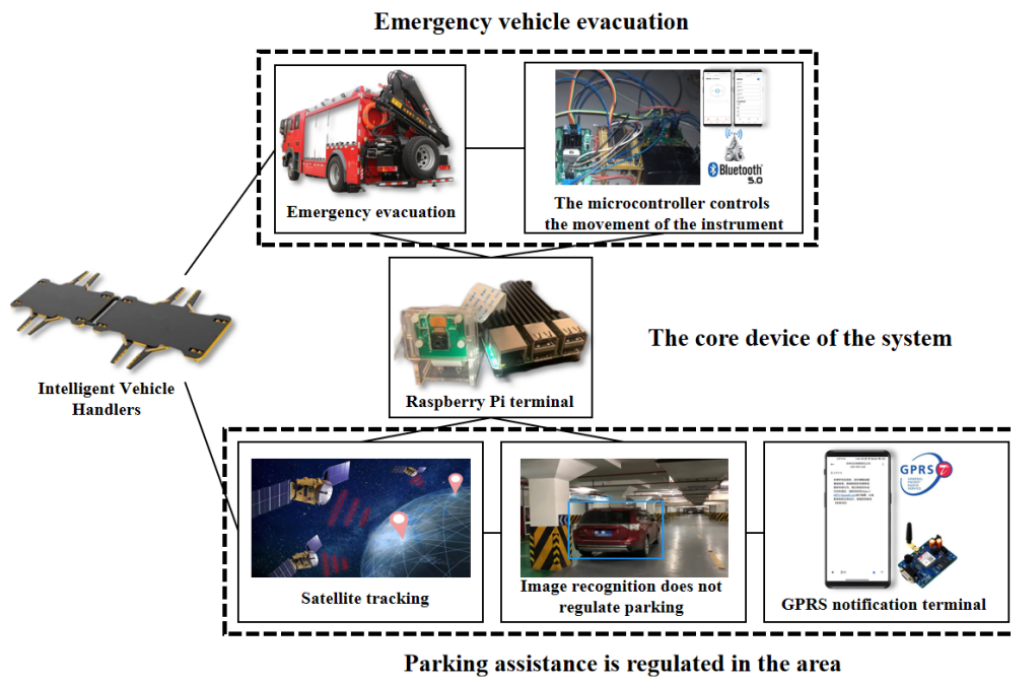 Emergency vehicle evacuation
Emergency evacuation
Bluetooth
5.0
The microcontroller controls
the movement of the instrument
Intelligent Vehicle
Handlers
Raspberry Pi terminal
The core device of the system
Satellite tracking
Image recognition does not
regulate parking
GPRS
GPRS notification terminal
Parking assistance is regulated in the area